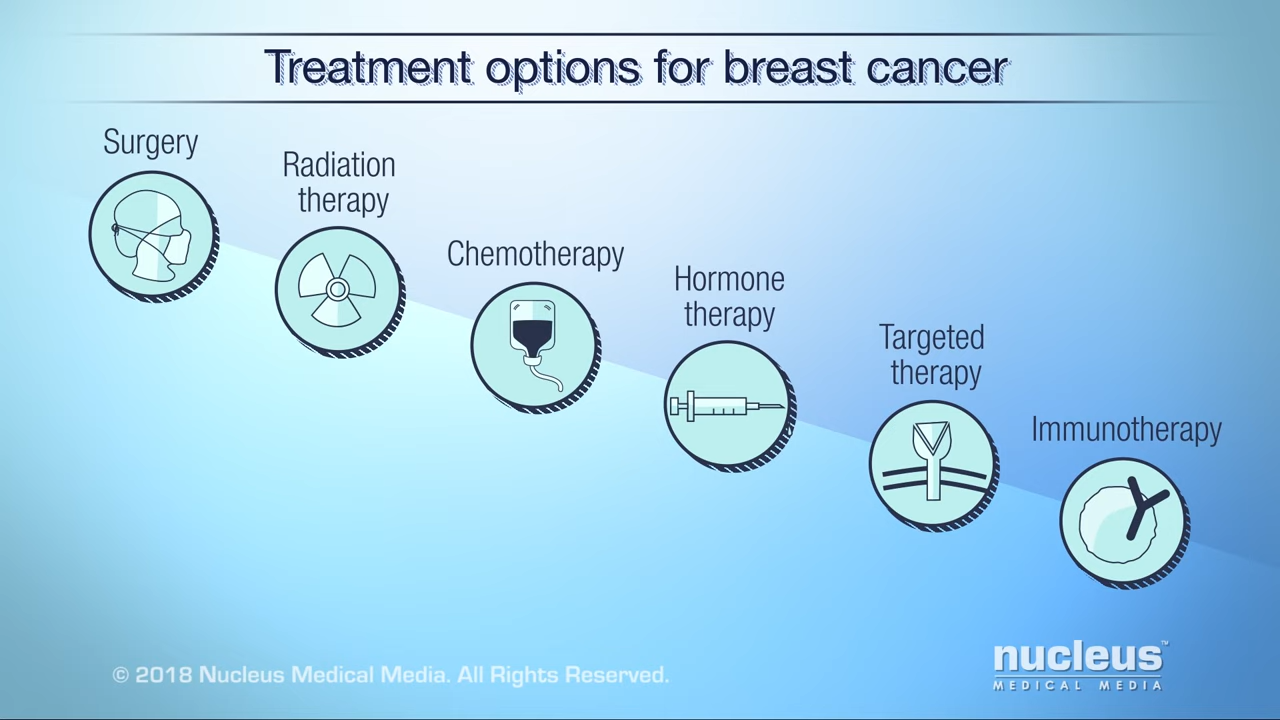 Treatment options for breast cancer
Surgery
Radiation
therapy
Chemotherapy
Hormone
therapy
Targeted
therapy
Immunotherapy
© 2018 Nucleus Medical Media. All Rights Reserved.
nucleus™
MEDICAL MEDIA